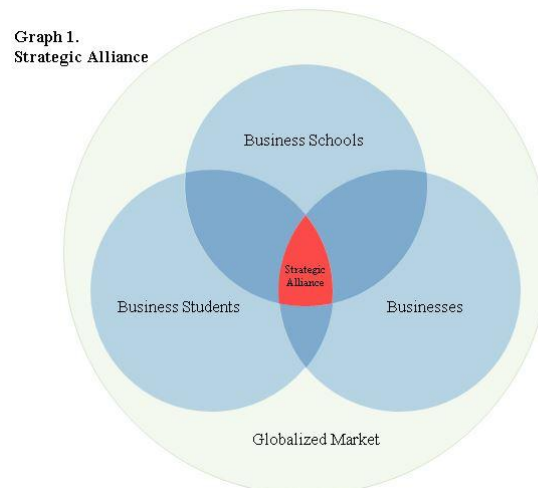 Graph 1.
Strategic Alliance
Business Schools
Strategic
Alliance
Business Students
Businesses
Globalized Market